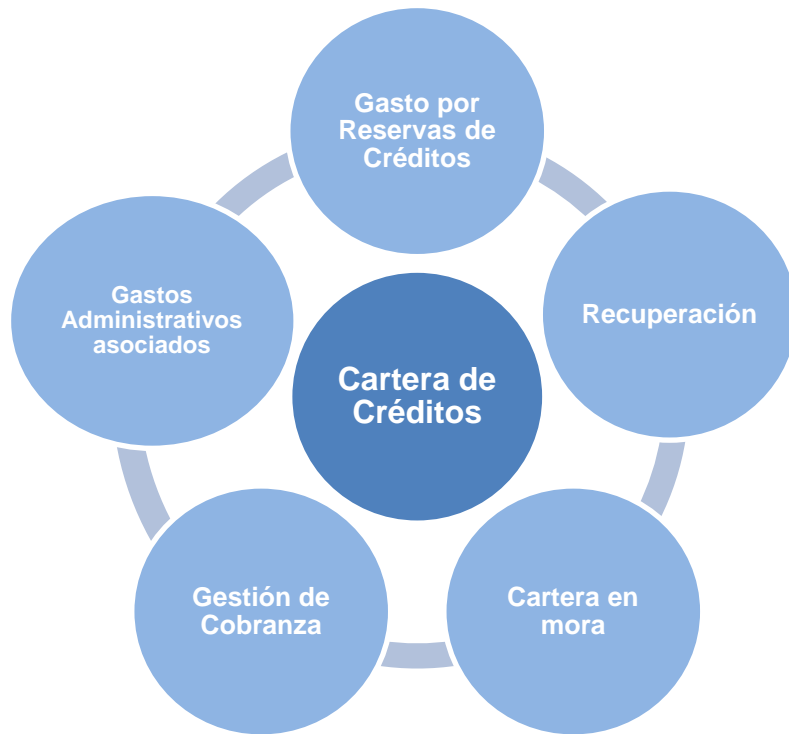 Gasto por
Reservas de
Créditos
Recuperación
Cartera en
mora
Gestión de
Cobranza
Gastos
Administrativos
asociados
Cartera de
Créditos